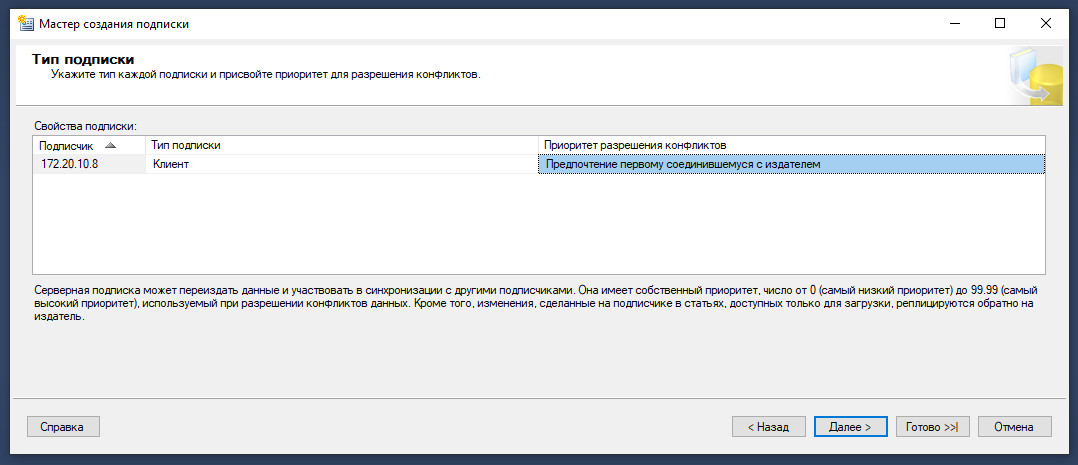 Мастер создания подписки
Тип подписки
Укажите тип каждой подписки и присвойте приоритет для разрешения конфликтов.
Свойства подписки:
Подписчик Тип подписки Приоритет разрешения конфликтов
172.20.10.8 Клиент Предпочтение первому соединившемуся с издателем
Серверная подписка может переиздать данные и участвовать в синхронизации с другими подписчиками. Она имеет собственный приоритет, число от 0 (самый низкий приоритет) до 99.99 (самый
высокий приоритет), используемый при разрешении конфликтов данных. Кроме того, изменения, сделанные на подписчике в статьях, доступных только для загрузки, реплицируются обратно на
издатель.
Справка < Назад Далее > Готово >>| Отмена